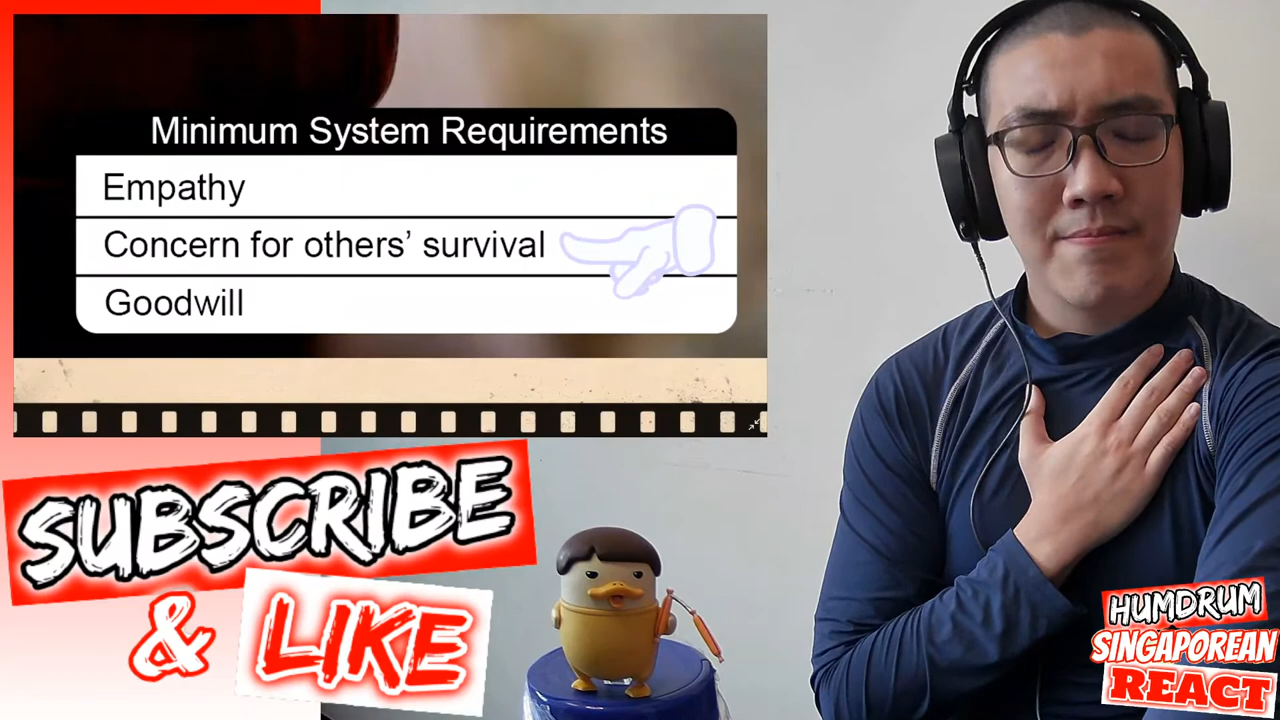 Minimum System Requirements
Empathy
Concern for others’ survival
Goodwill
SUBSCRIBE
& LIKE
HUMDRUM
SINGAPOREAN
REACT